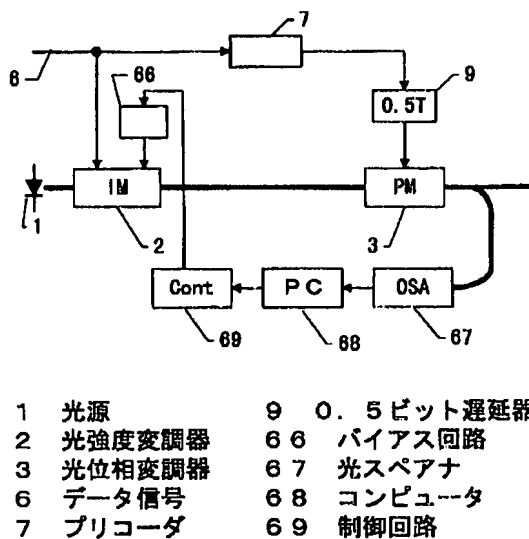 7
6
66
9
0.5T
IM
PM
1
2
3
Cont
PC
OSA
69
68
67
1 光源
2 光強度変調器
3 光位相変調器
6 データ信号
7 プリコーダ
9 0.5ビット遅延器
66 バイアス回路
67 光スペアナ
68 コンピュータ
69 制御回路